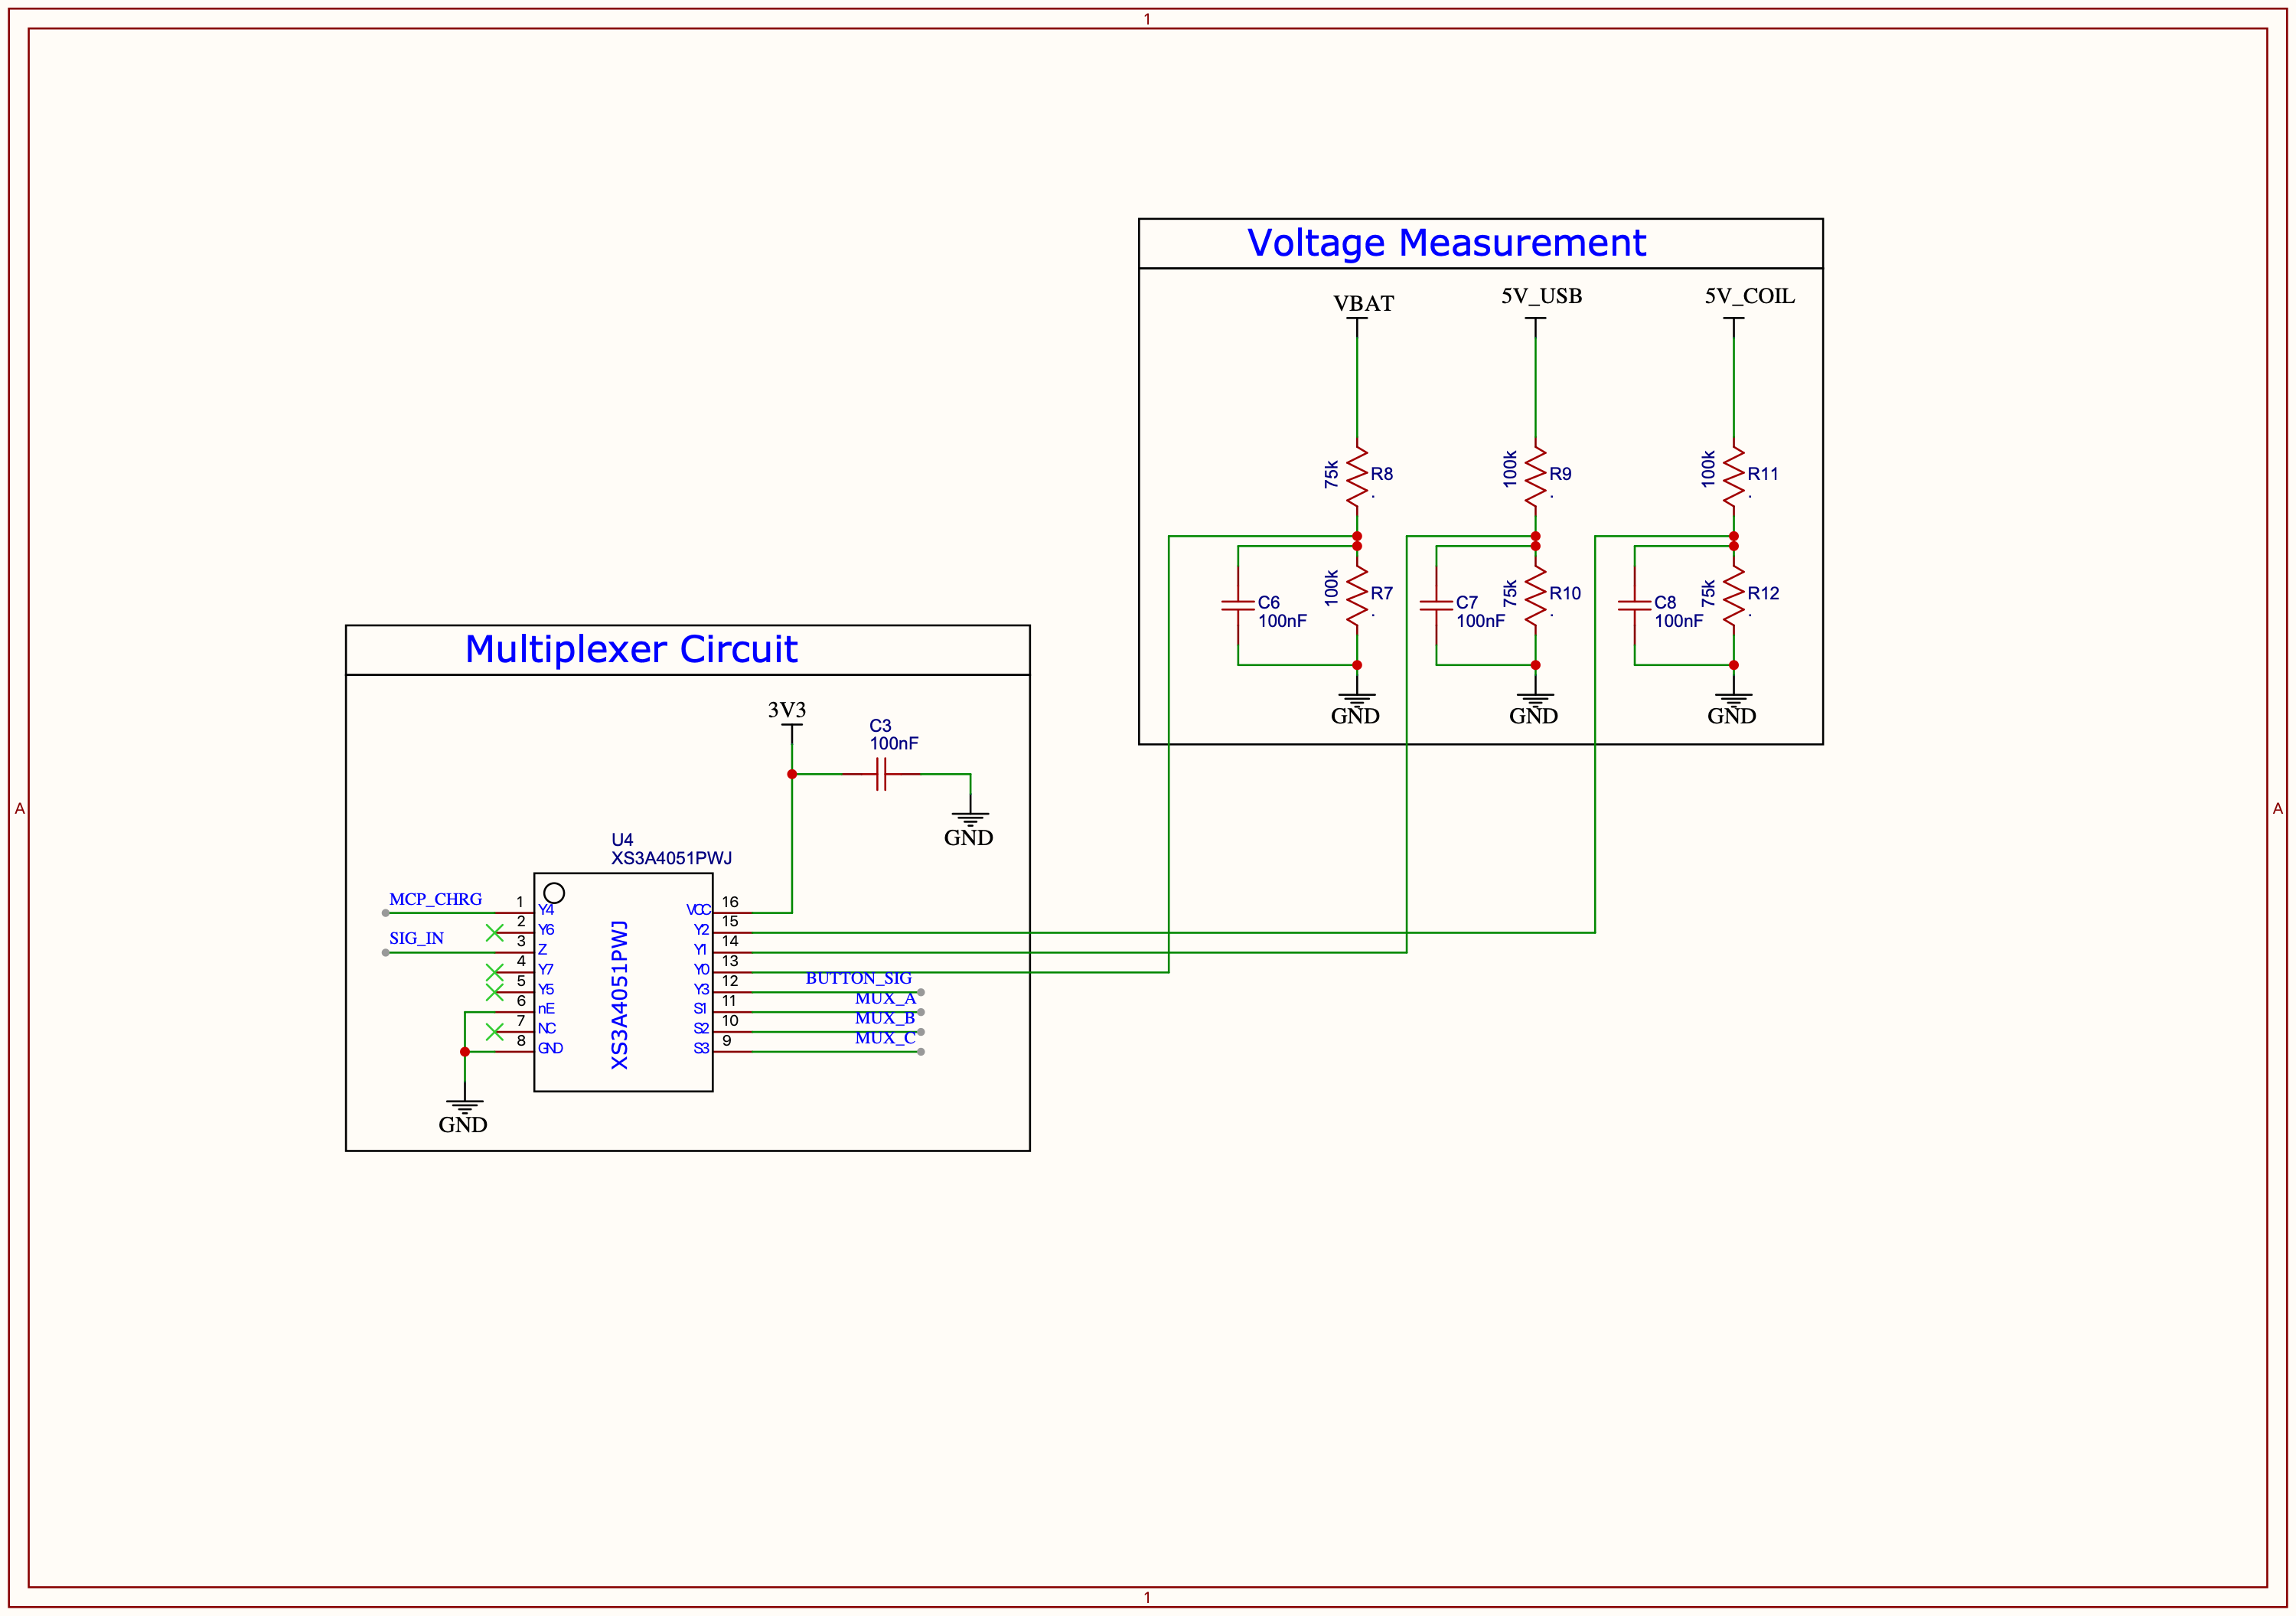 1
Voltage Measurement
VBAT
5V_USB
5V_COIL
75k
R8
.
100k
R9
.
100k
R11
.
C6
100nF
100k
R7
.
C7
100nF
75k
R10
.
C8
100nF
75k
R12
.
GND
GND
GND
Multiplexer Circuit
3V3
C3
100nF
GND
A
A
U4
XS3A4051PWJ
XS3A4051PWJ
MCP_CHRG
1
Y4
2
Y6
SIG_IN
3
Z
4
Y7
5
Y5
6
nE
7
NC
8
GND
VCC
16
Y2
15
Y1
14
Y0
13
Y3
12
BUTTON_SIG
S1
11
MUX_A
S2
10
MUX_B
S3
9
MUX_C
GND
1